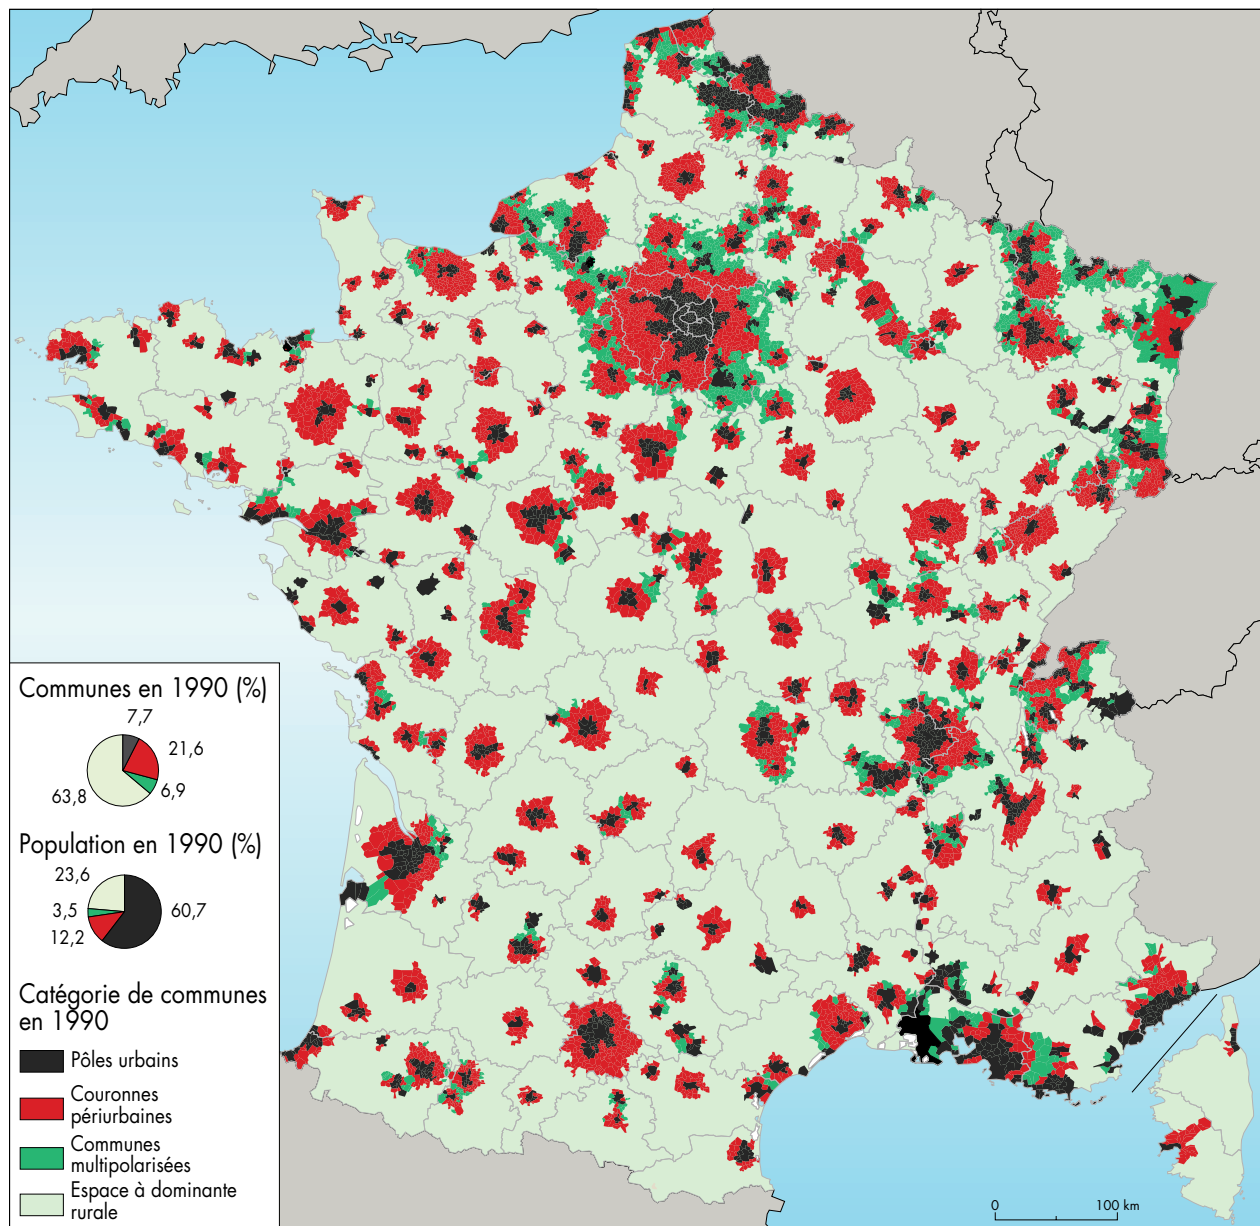 Communes en 1990 (%)
7,7
21,6
63,8
6,9
Population en 1990 (%)
23,6
3,5
60,7
12,2
Catégorie de communes
en 1990
Pôles urbains
Couronnes
périurbaines
Communes
multipolarisées
Espace à dominante
rurale
0
100 km